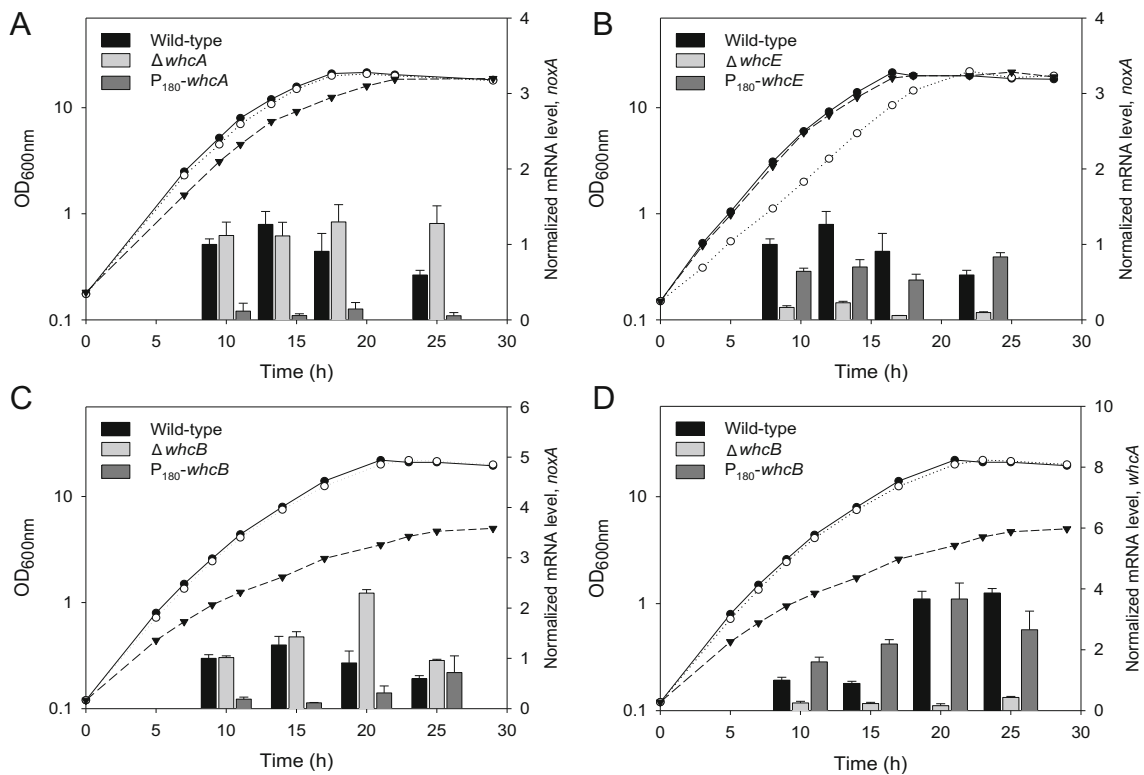 A
Wild-type
ΔwhcA
P180-whcA
OD600nm
10
1
0.1
4
3
2
1
0
Normalized mRNA level, noxA
0 5 10 15 20 25 30
Time (h)
B
Wild-type
ΔwhcE
P180-whcE
OD600nm
10
1
0.1
4
3
2
1
0
Normalized mRNA level, noxA
0 5 10 15 20 25 30
Time (h)
C
Wild-type
ΔwhcB
P180-whcB
OD600nm
10
1
0.1
6
5
4
3
2
1
0
Normalized mRNA level, noxA
0 5 10 15 20 25 30
Time (h)
D
Wild-type
ΔwhcB
P180-whcB
OD600nm
10
1
0.1
10
8
6
4
2
0
Normalized mRNA level, whcA
0 5 10 15 20 25 30
Time (h)